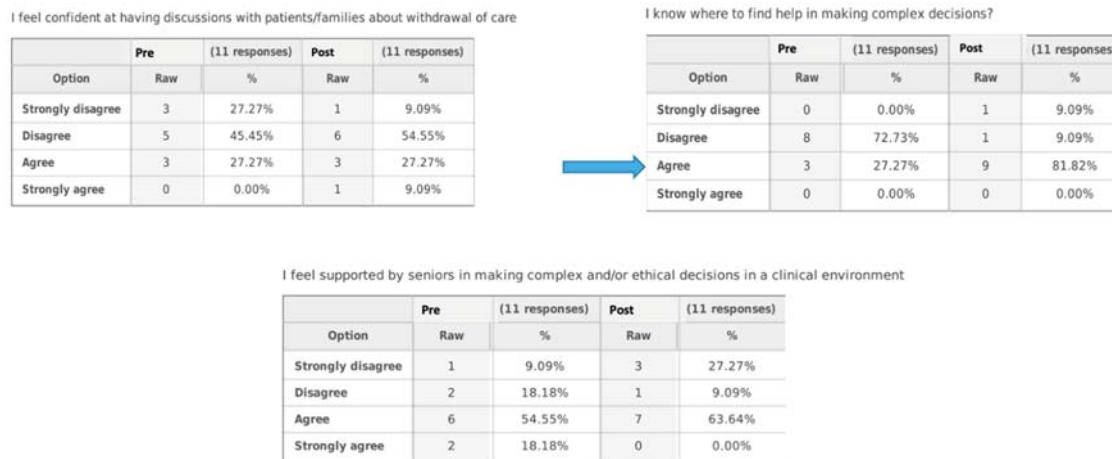 I feel confident at having discussions with patients/families about withdrawal of care
Pre (11 responses) Post (11 responses)
Option Raw % Raw %
Strongly disagree 3 27.27% 1 9.09%
Disagree 5 45.45% 6 54.55%
Agree 3 27.27% 3 27.27%
Strongly agree 0 0.00% 1 9.09%
I know where to find help in making complex decisions?
Pre (11 responses) Post (11 responses
Option Raw % Raw %
Strongly disagree 0 0.00% 1 9.09%
Disagree 8 72.73% 1 9.09%
Agree 3 27.27% 9 81.82%
Strongly agree 0 0.00% 0 0.00%
I feel supported by seniors in making complex and/or ethical decisions in a clinical environment
Pre (11 responses) Post (11 responses)
Option Raw % Raw %
Strongly disagree 1 9.09% 3 27.27%
Disagree 2 18.18% 1 9.09%
Agree 6 54.55% 7 63.64%
Strongly agree 2 18.18% 0 0.00%